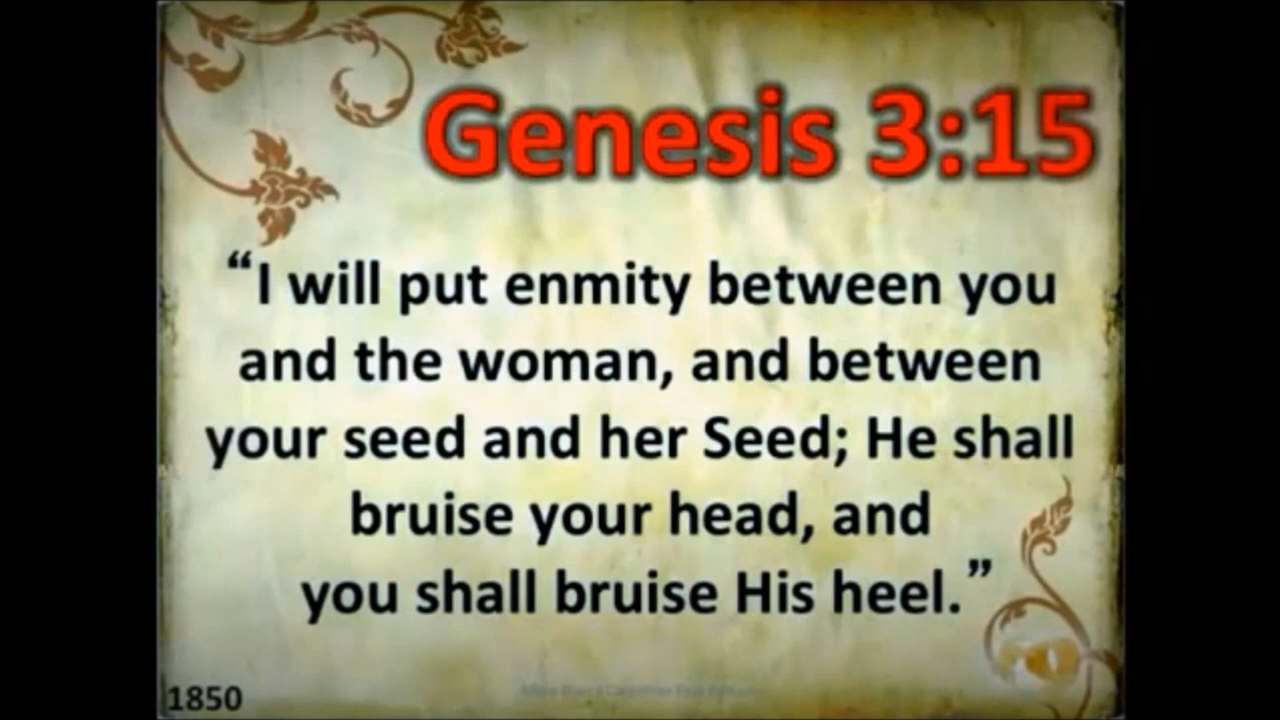 Genesis 3:15
“I will put enmity between you
and the woman, and between
your seed and her Seed; He shall
bruise your head, and
you shall bruise His heel.”
1850